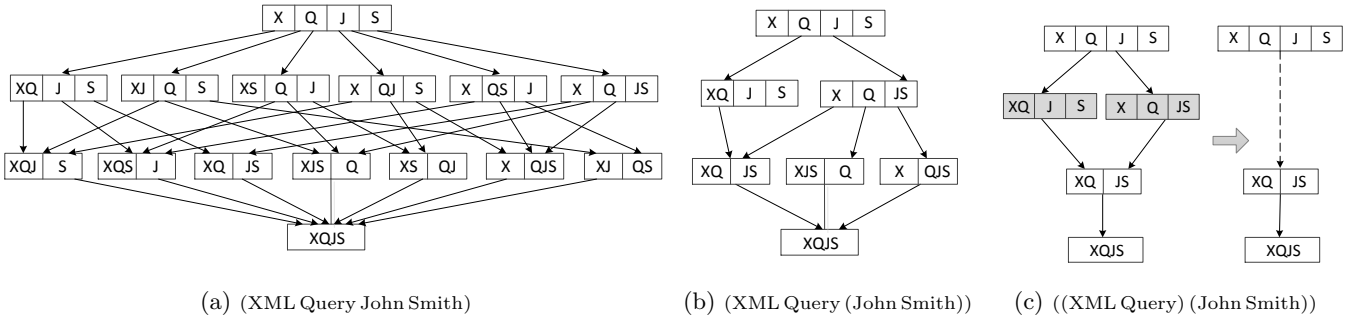 X Q J S
XQ J S XJ Q S XS Q J X QJ S X QS J X Q JS
XQJ S XQS J XQ JS XJS Q XS QJ X QJS XJ QS
XQJS
(a) (XML Query John Smith)
X Q J S
XQ J S X Q JS
XQ JS XJS Q X QJS
XQJS
(b) (XML Query (John Smith))
X Q J S X Q J S
XQ J S X Q JS
XQ JS XQ JS
XQJS XQJS
(c) ((XML Query) (John Smith))